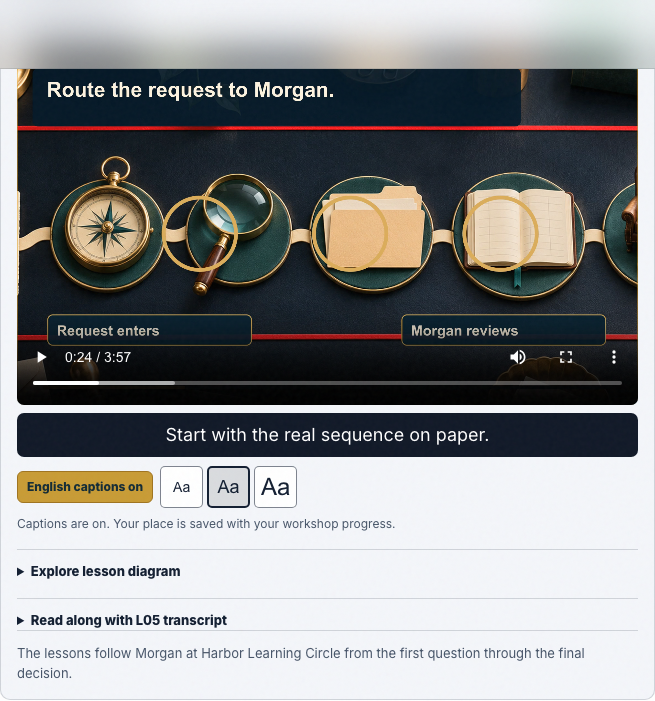 Route the request to Morgan.
Request enters
Morgan reviews
0:24 / 3:57
Start with the real sequence on paper.
English captions on
Aa
Aa
Aa
Captions are on. Your place is saved with your workshop progress.
Explore lesson diagram
Read along with L05 transcript
The lessons follow Morgan at Harbor Learning Circle from the first question through the final
decision.